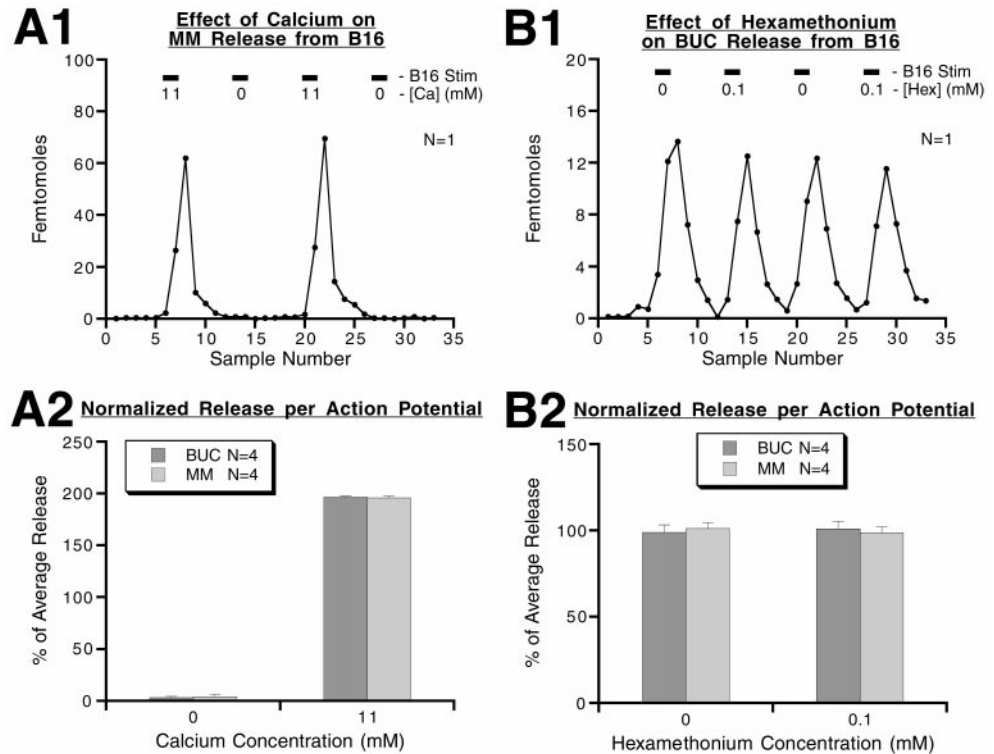 A1
Effect of Calcium on
MM Release from B16
- B16 Stim
11 0 11 0 - [Ca] (mM)
N=1
Femtomoles
100
80
60
40
20
0
0 5 10 15 20 25 30 35
Sample Number
B1
Effect of Hexamethonium
on BUC Release from B16
- B16 Stim
0 0.1 0 0.1 - [Hex] (mM)
N=1
Femtomoles
20
16
12
8
4
0
0 5 10 15 20 25 30 35
Sample Number
A2 Normalized Release per Action Potential
BUC N=4
MM N=4
% of Average Release
250
200
150
100
50
0
0 11
Calcium Concentration (mM)
B2 Normalized Release per Action Potential
BUC N=4
MM N=4
% of Average Release
150
100
50
0
0 0.1
Hexamethonium Concentration (mM)